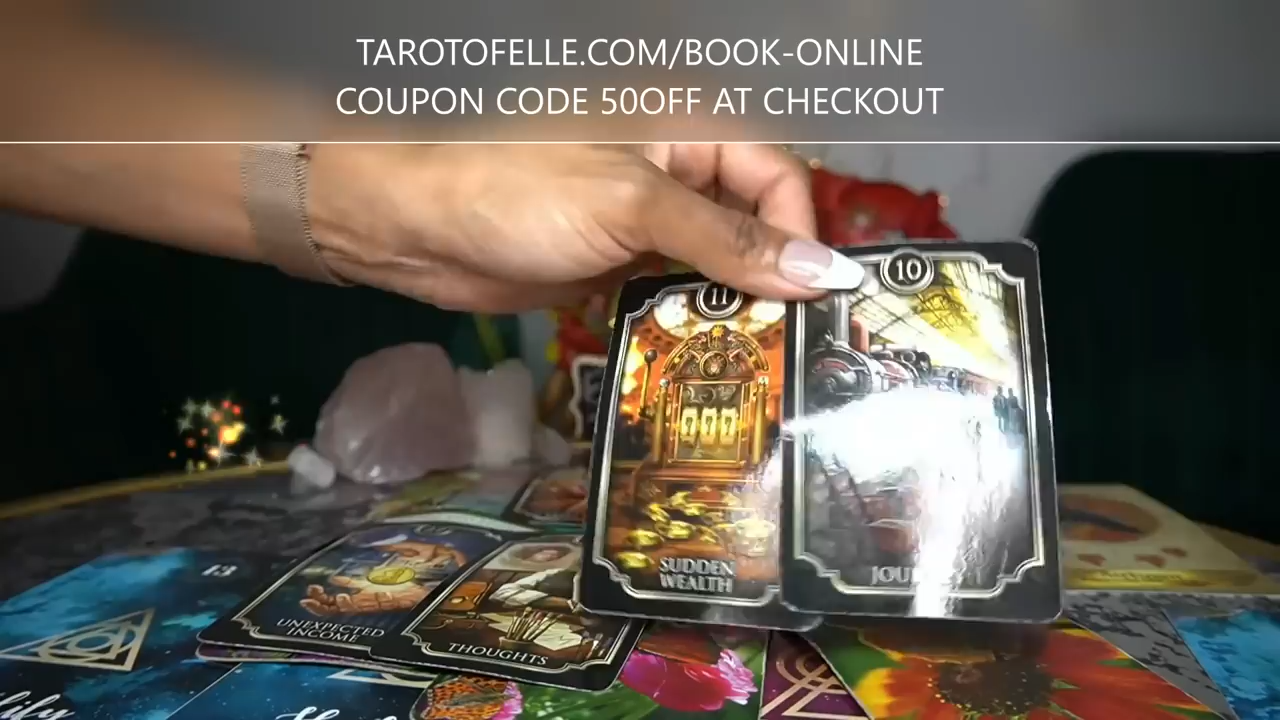 TAROTOFELLE.COM/BOOK-ONLINE
COUPON CODE 50OFF AT CHECKOUT
11
10
777
SUDDEN
WEALTH
13
UNEXPECTED
INCOME
THOUGHTS